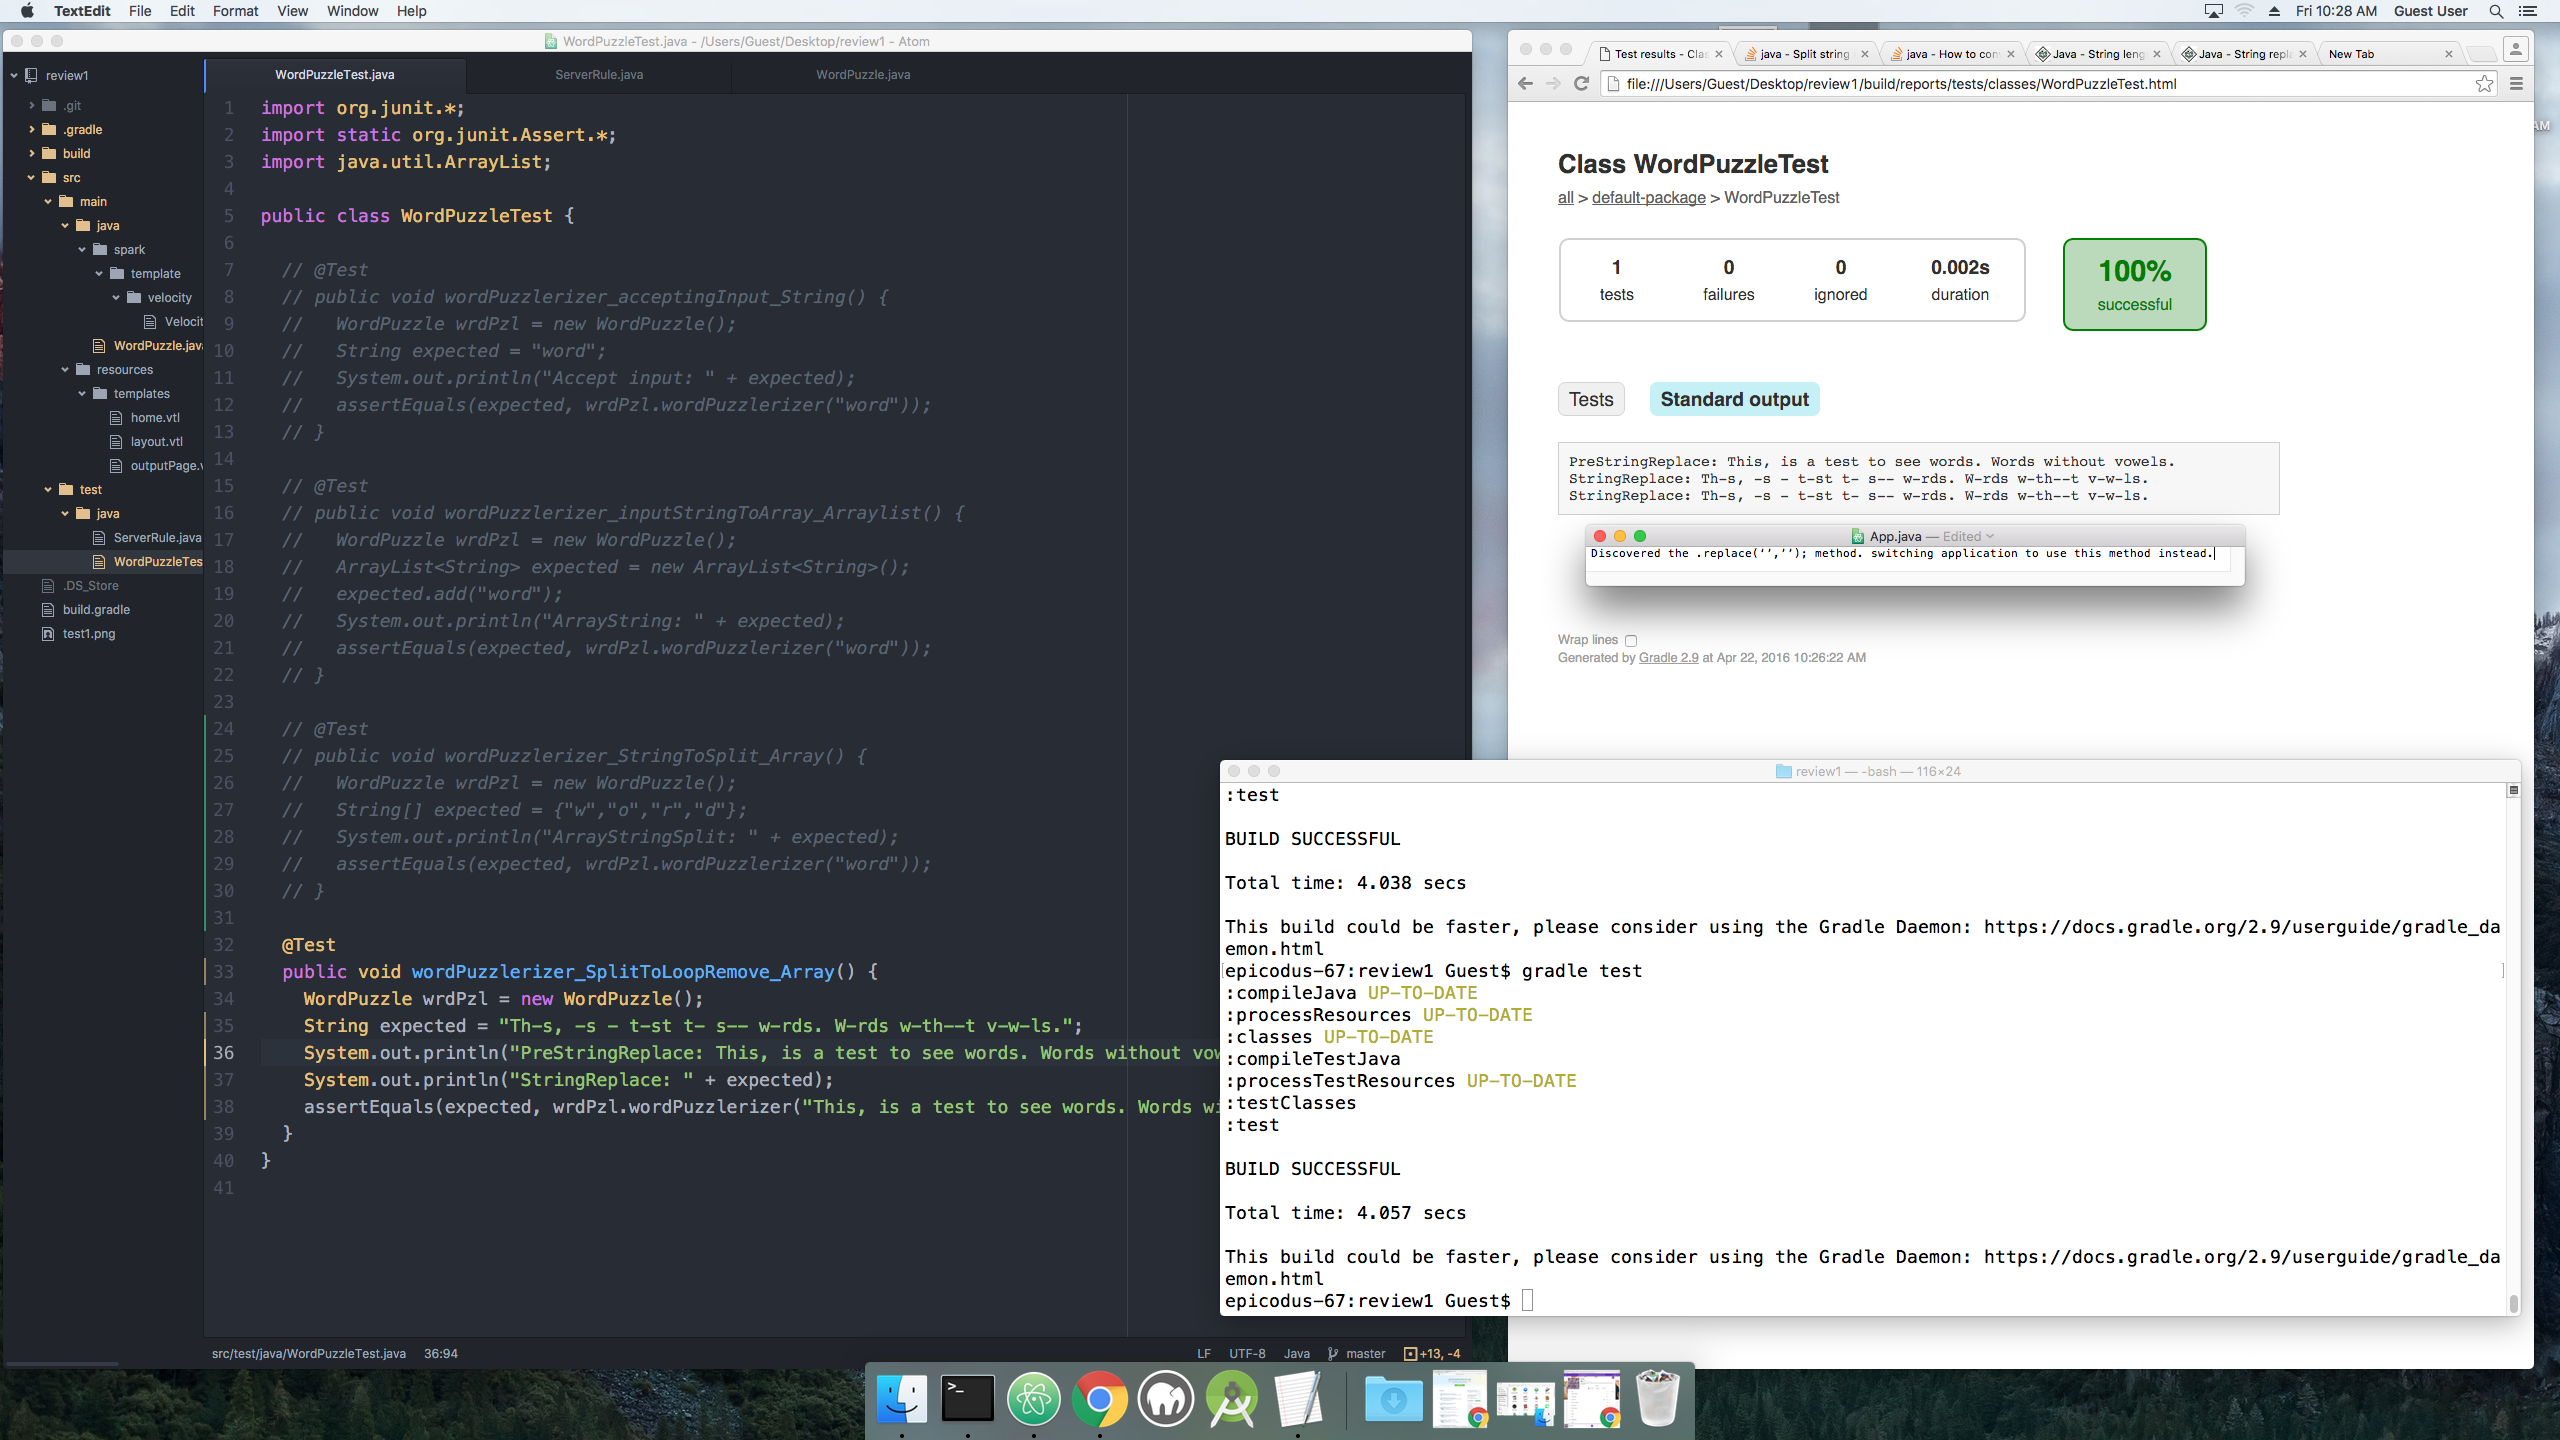 TextEdit File Edit Format View Window Help
Fri 10:28 AM Guest User
WordPuzzleTest.java - /Users/Guest/Desktop/review1 - Atom
review1
.git
.gradle
build
src
main
java
spark
template
velocity
Velocit
WordPuzzle.java
resources
templates
home.vtl
layout.vtl
outputPage.v
test
java
ServerRule.java
WordPuzzleTes
.DS_Store
build.gradle
test1.png
WordPuzzleTest.java ServerRule.java WordPuzzle.java
1 import org.junit.*;
2 import static org.junit.Assert.*;
3 import java.util.ArrayList;
4
5 public class WordPuzzleTest {
6
7 // @Test
8 // public void wordPuzzlerizer_acceptingInput_String() {
9 //   WordPuzzle wrdPzl = new WordPuzzle();
10 //   String expected = "word";
11 //   System.out.println("Accept input: " + expected);
12 //   assertEquals(expected, wrdPzl.wordPuzzlerizer("word"));
13 // }
14
15 // @Test
16 // public void wordPuzzlerizer_inputStringToArray_Arraylist() {
17 //   WordPuzzle wrdPzl = new WordPuzzle();
18 //   ArrayList<String> expected = new ArrayList<String>();
19 //   expected.add("word");
20 //   System.out.println("ArrayString: " + expected);
21 //   assertEquals(expected, wrdPzl.wordPuzzlerizer("word"));
22 // }
23
24 // @Test
25 // public void wordPuzzlerizer_StringToSplit_Array() {
26 //   WordPuzzle wrdPzl = new WordPuzzle();
27 //   String[] expected = {"w","o","r","d"};
28 //   System.out.println("ArrayStringSplit: " + expected);
29 //   assertEquals(expected, wrdPzl.wordPuzzlerizer("word"));
30 // }
31
32 @Test
33 public void wordPuzzlerizer_SplitToLoopRemove_Array() {
34 WordPuzzle wrdPzl = new WordPuzzle();
35 String expected = "Th-s, -s - t-st t- s-- w-rds. W-rds w-th--t v-w-ls.";
36 System.out.println("PreStringReplace: This, is a test to see words. Words without vow
37 System.out.println("StringReplace: " + expected);
38 assertEquals(expected, wrdPzl.wordPuzzlerizer("This, is a test to see words. Words wi
39 }
40 }
41
src/test/java/WordPuzzleTest.java 36:94 LF UTF-8 Java master +13, -4
Test results - Clas java - Split string java - How to con Java - String leng Java - String repl New Tab
file:///Users/Guest/Desktop/review1/build/reports/tests/classes/WordPuzzleTest.html
AM
Class WordPuzzleTest
all > default-package > WordPuzzleTest
1 0 0 0.002s
tests failures ignored duration
100%
successful
Tests Standard output
PreStringReplace: This, is a test to see words. Words without vowels.
StringReplace: Th-s, -s - t-st t- s-- w-rds. W-rds w-th--t v-w-ls.
StringReplace: Th-s, -s - t-st t- s-- w-rds. W-rds w-th--t v-w-ls.
App.java — Edited
Discovered the .replace('',''); method. switching application to use this method instead.
Wrap lines
Generated by Gradle 2.9 at Apr 22, 2016 10:26:22 AM
review1 — -bash — 116×24
:test
BUILD SUCCESSFUL
Total time: 4.038 secs
This build could be faster, please consider using the Gradle Daemon: https://docs.gradle.org/2.9/userguide/gradle_da
emon.html
epicodus-67:review1 Guest$ gradle test
:compileJava UP-TO-DATE
:processResources UP-TO-DATE
:classes UP-TO-DATE
:compileTestJava
:processTestResources UP-TO-DATE
:testClasses
:test
BUILD SUCCESSFUL
Total time: 4.057 secs
This build could be faster, please consider using the Gradle Daemon: https://docs.gradle.org/2.9/userguide/gradle_da
emon.html
epicodus-67:review1 Guest$